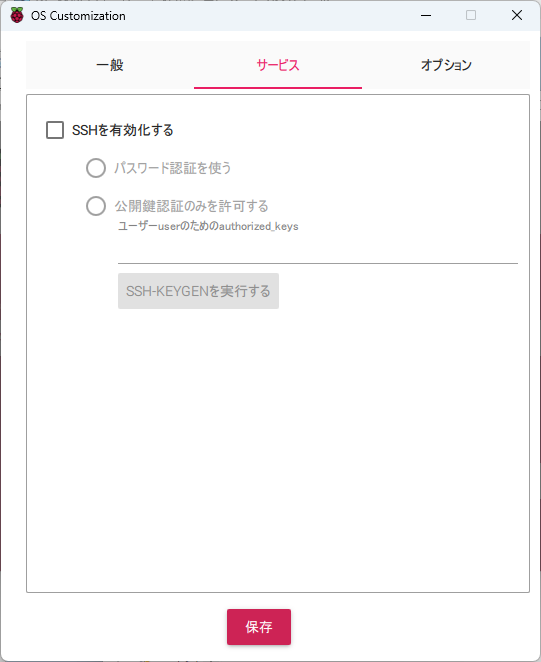 OS Customization
一般
サービス
オプション
SSHを有効化する
パスワード認証を使う
公開鍵認証のみを許可する
ユーザーuserのためのauthorized_keys
SSH-KEYGENを実行する
保存